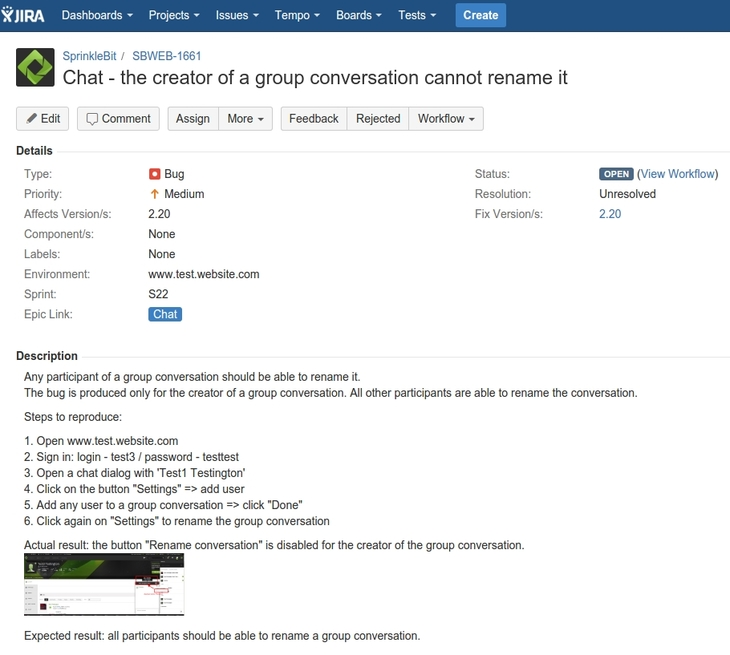 JIRA Dashboards Projects Issues Tempo Boards Tests Create
SprinkleBit / SBWEB-1661
Chat - the creator of a group conversation cannot rename it
Edit Comment Assign More Feedback Rejected Workflow
Details
Type: Bug Status: OPEN (View Workflow)
Priority: Medium Resolution: Unresolved
Affects Version/s: 2.20 Fix Version/s: 2.20
Component/s: None
Labels: None
Environment: www.test.website.com
Sprint: S22
Epic Link: Chat
Description
Any participant of a group conversation should be able to rename it.
The bug is produced only for the creator of a group conversation. All other participants are able to rename the conversation.
Steps to reproduce:
1. Open www.test.website.com
2. Sign in: login - test3 / password - testtest
3. Open a chat dialog with 'Test1 Testington'
4. Click on the button "Settings" => add user
5. Add any user to a group conversation => click "Done"
6. Click again on "Settings" to rename the group conversation
Actual result: the button "Rename conversation" is disabled for the creator of the group conversation.
Expected result: all participants should be able to rename a group conversation.